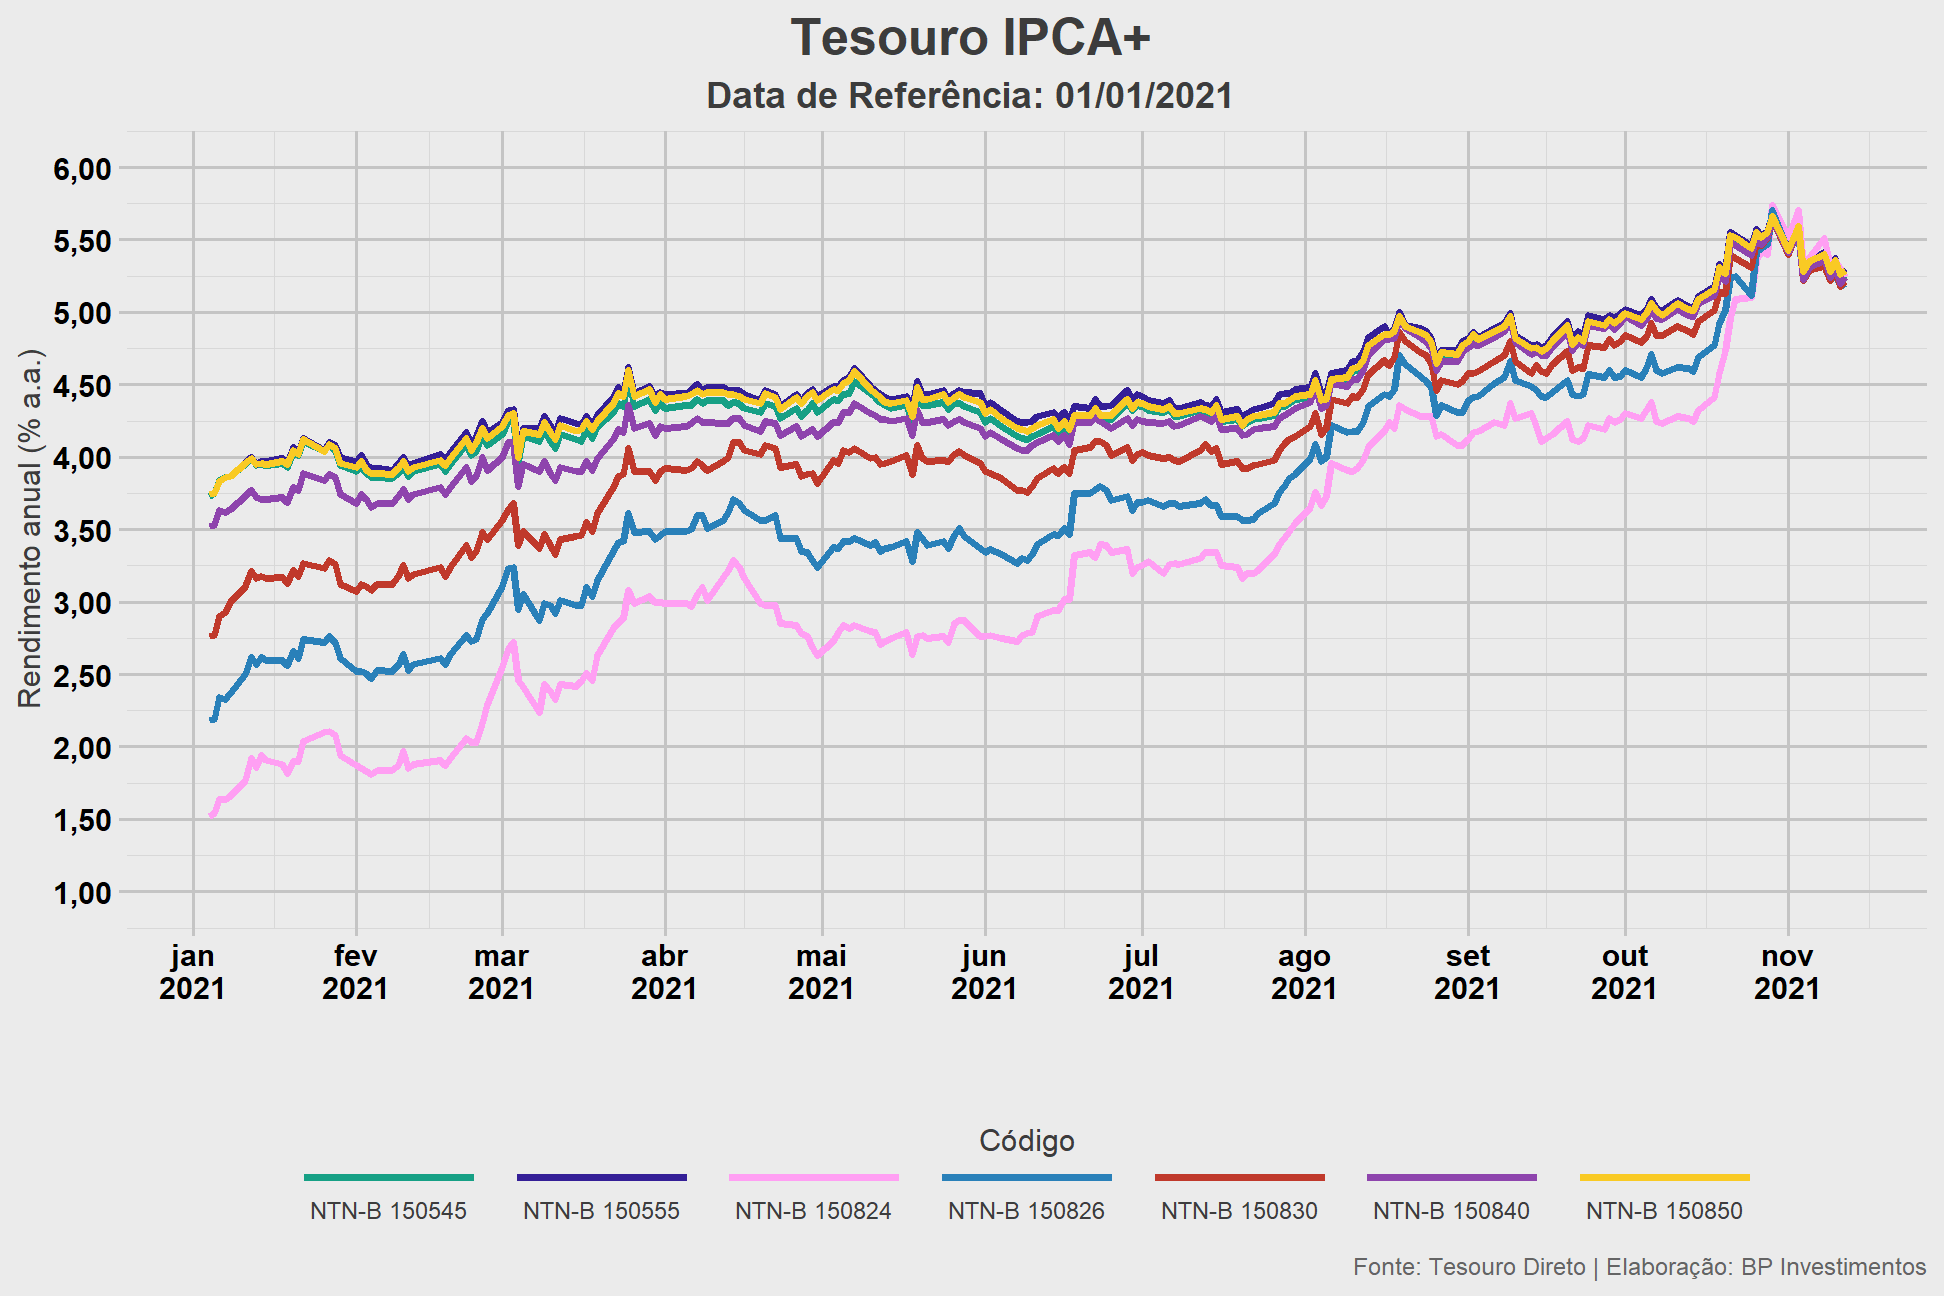 Tesouro IPCA+
Data de Referência: 01/01/2021
Rendimento anual (% a.a.)
6,00
5,50
5,00
4,50
4,00
3,50
3,00
2,50
2,00
1,50
1,00
jan fev mar abr mai jun jul ago set out nov
2021 2021 2021 2021 2021 2021 2021 2021 2021 2021 2021
Código
NTN-B 150545 NTN-B 150555 NTN-B 150824 NTN-B 150826 NTN-B 150830 NTN-B 150840 NTN-B 150850
Fonte: Tesouro Direto | Elaboração: BP Investimentos